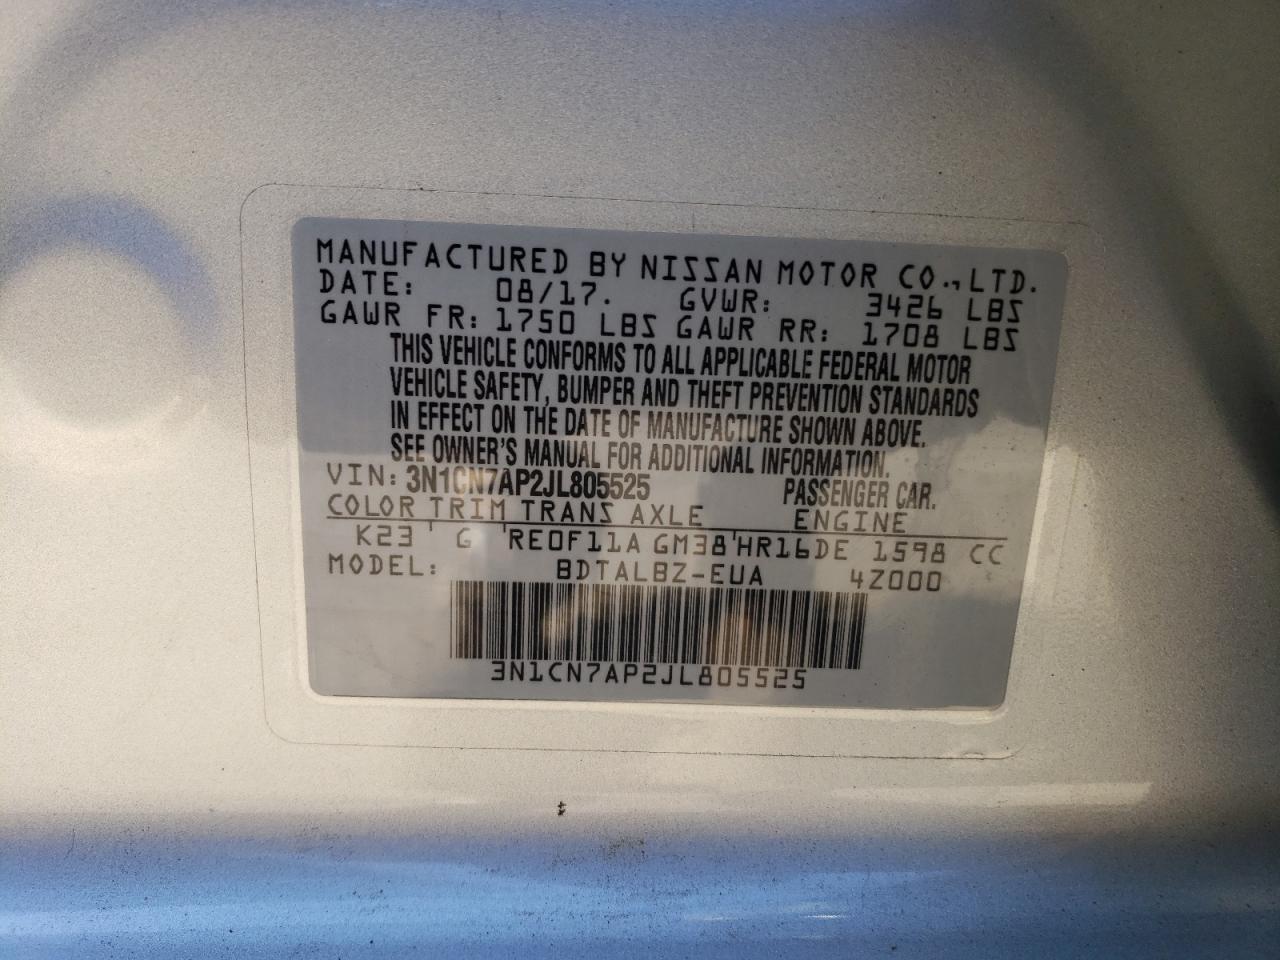 MANUFACTURED BY NISSAN MOTOR CO.,LTD.
DATE: 08/17. GVWR: 3426 LBS
GAWR FR: 1750 LBS GAWR RR: 1708 LBS
THIS VEHICLE CONFORMS TO ALL APPLICABLE FEDERAL MOTOR
VEHICLE SAFETY, BUMPER AND THEFT PREVENTION STANDARDS
IN EFFECT ON THE DATE OF MANUFACTURE SHOWN ABOVE.
SEE OWNER'S MANUAL FOR ADDITIONAL INFORMATION.
VIN: 3N1CN7AP2JL805525 PASSENGER CAR.
COLOR TRIM TRANS AXLE ENGINE
K23 ' G 'RE0F11A GM38'HR16DE 1598 CC
MODEL: BDTALBZ-EUA 4Z000
3N1CN7AP2JL805525